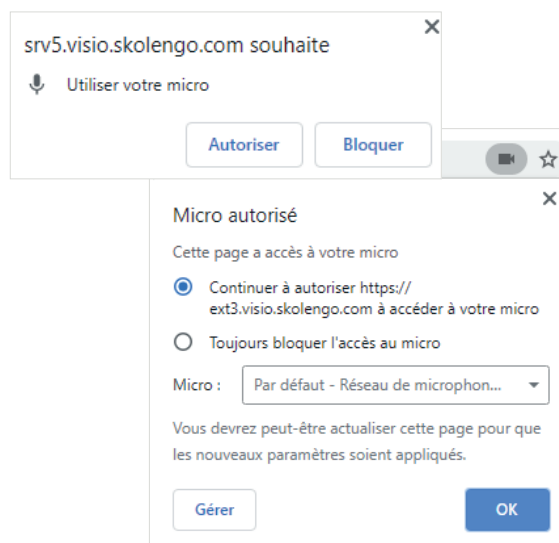 srv5.visio.skolengo.com souhaite
Utiliser votre micro
Autoriser
Bloquer
Micro autorisé
Cette page a accès à votre micro
Continuer à autoriser https://
ext3.visio.skolengo.com à accéder à votre micro
Toujours bloquer l'accès au micro
Micro : Par défaut - Réseau de microphon...
Vous devrez peut-être actualiser cette page pour que
les nouveaux paramètres soient appliqués.
Gérer
OK